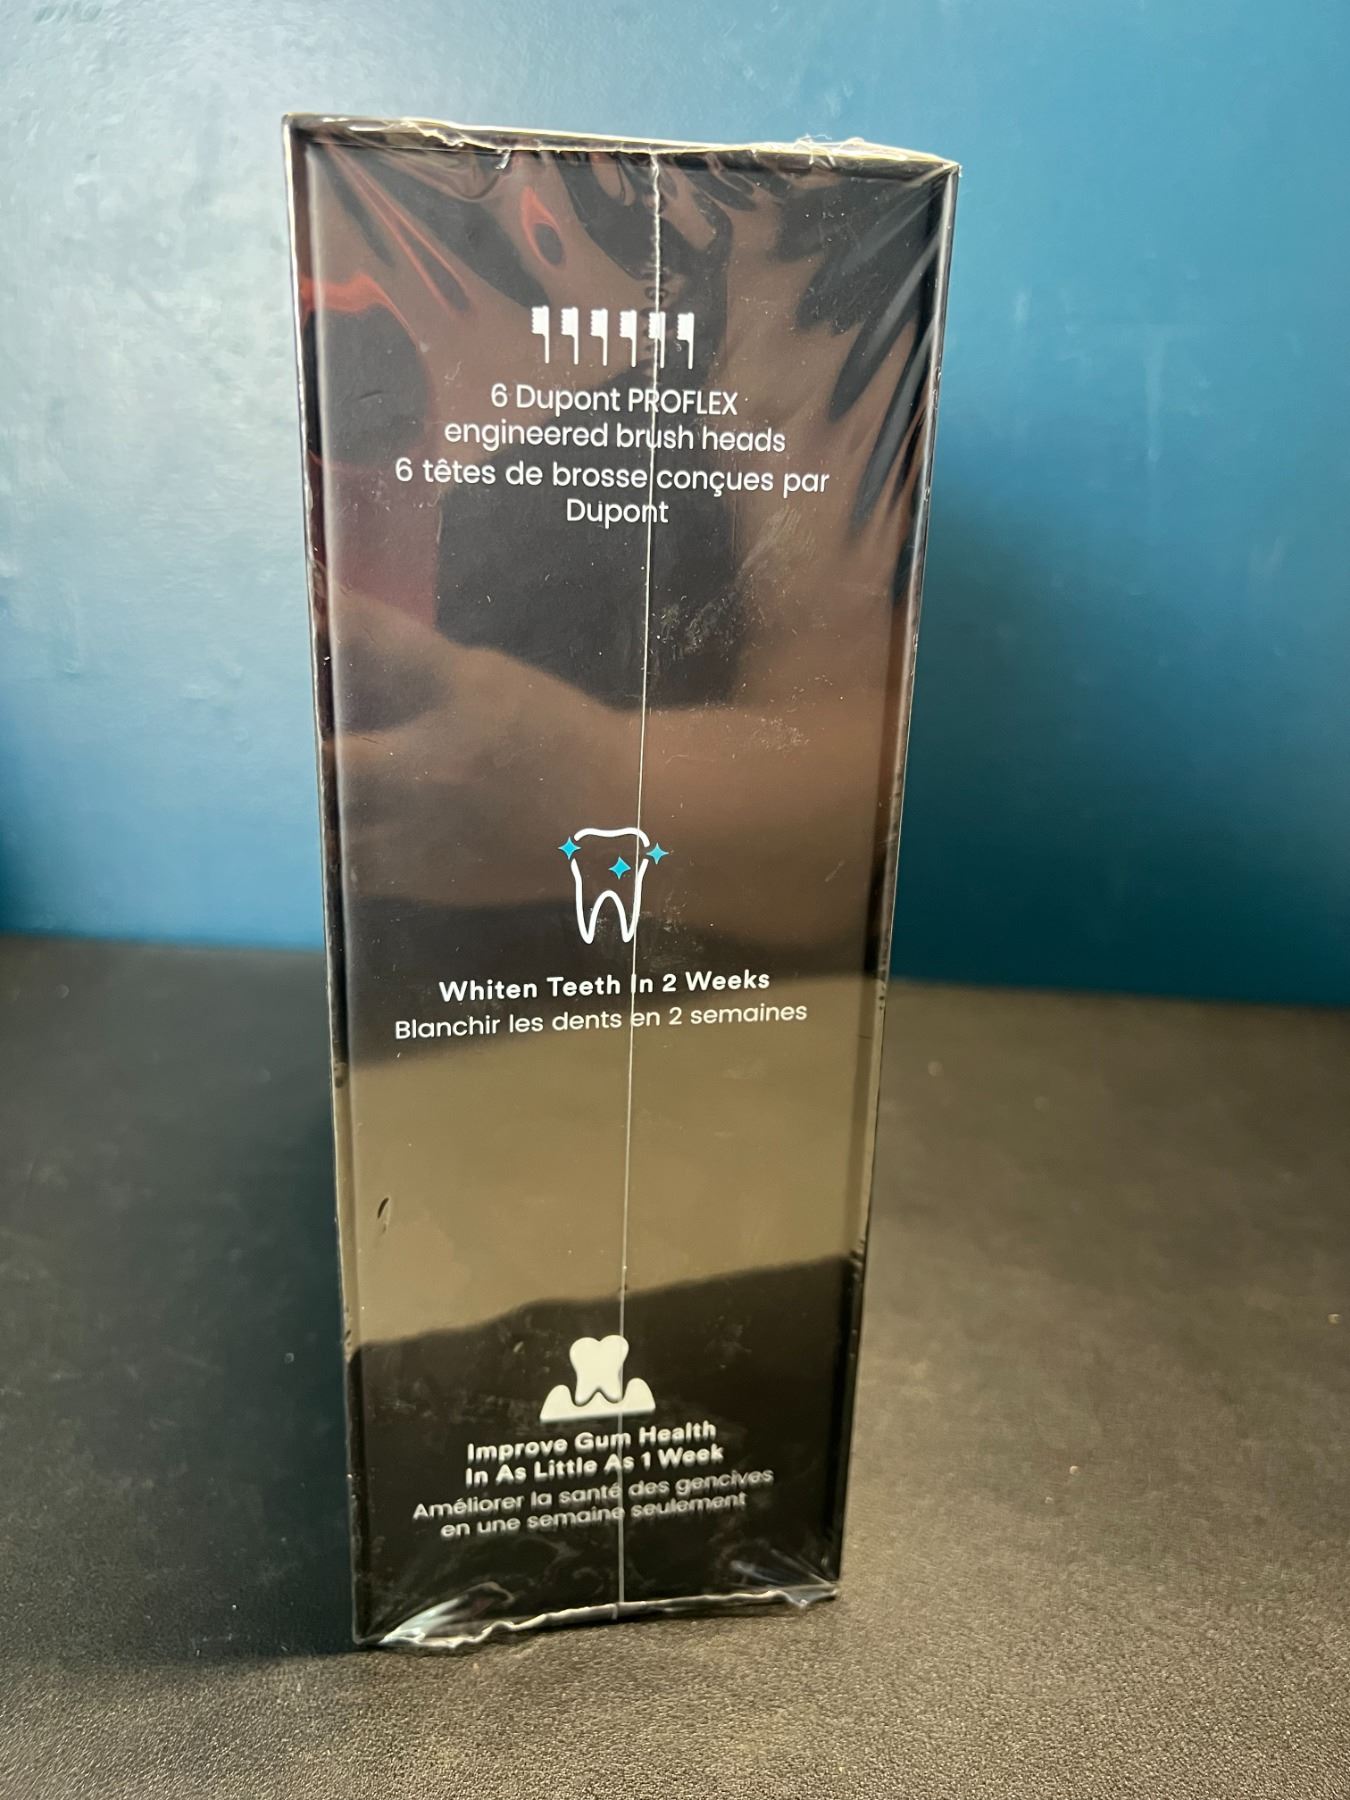 6 Dupont PROFLEX
engineered brush heads
6 têtes de brosse conçues par
Dupont
Whiten Teeth In 2 Weeks
Blanchir les dents en 2 semaines
Improve Gum Health
In As Little As 1 Week
Améliorer la santé des gencives
en une semaine seulement